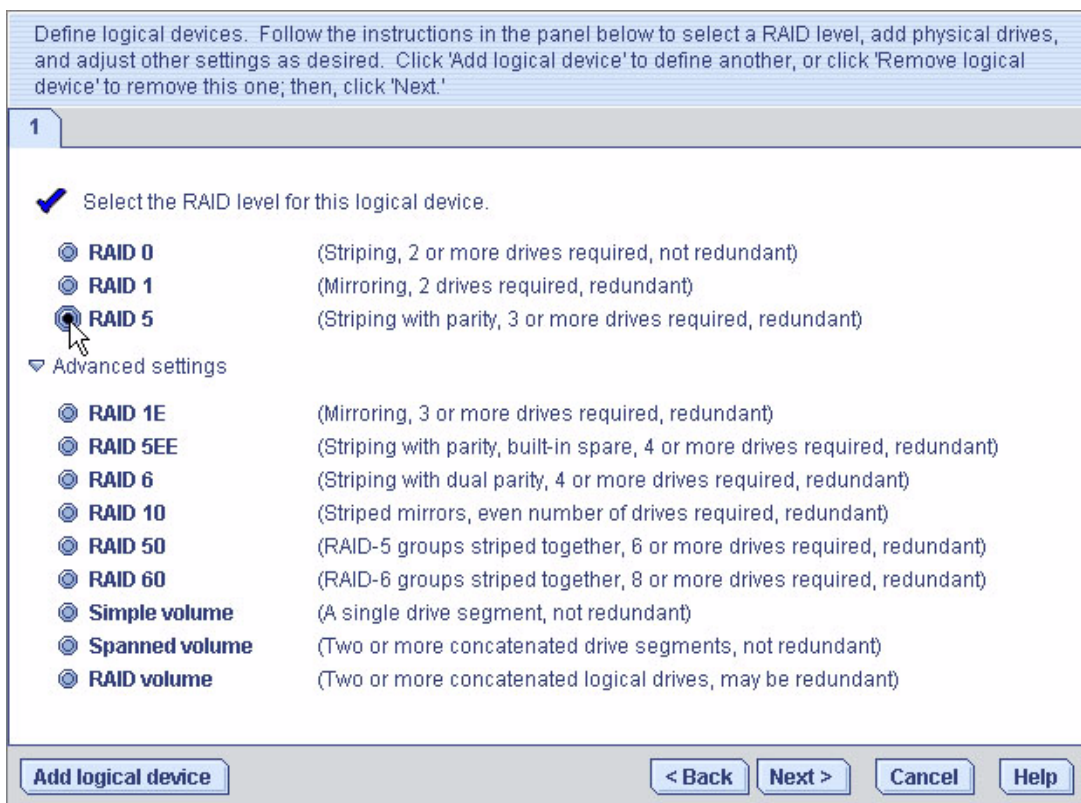 Define logical devices. Follow the instructions in the panel below to select a RAID level, add physical drives,
and adjust other settings as desired. Click 'Add logical device' to define another, or click 'Remove logical
device' to remove this one; then, click 'Next.'
1
Select the RAID level for this logical device.
RAID 0 (Striping, 2 or more drives required, not redundant)
RAID 1 (Mirroring, 2 drives required, redundant)
RAID 5 (Striping with parity, 3 or more drives required, redundant)
Advanced settings
RAID 1E (Mirroring, 3 or more drives required, redundant)
RAID 5EE (Striping with parity, built-in spare, 4 or more drives required, redundant)
RAID 6 (Striping with dual parity, 4 or more drives required, redundant)
RAID 10 (Striped mirrors, even number of drives required, redundant)
RAID 50 (RAID-5 groups striped together, 6 or more drives required, redundant)
RAID 60 (RAID-6 groups striped together, 8 or more drives required, redundant)
Simple volume (A single drive segment, not redundant)
Spanned volume (Two or more concatenated drive segments, not redundant)
RAID volume (Two or more concatenated logical drives, may be redundant)
Add logical device < Back Next > Cancel Help